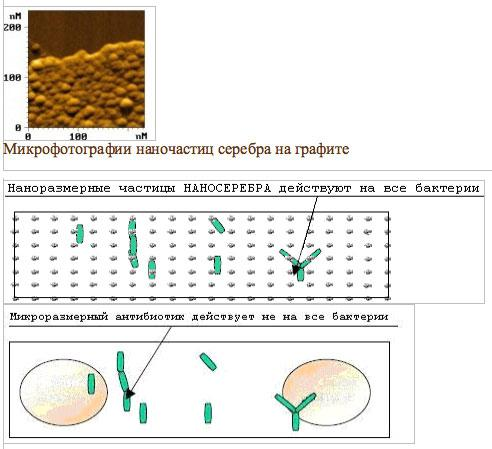 nM
200
100
0
0 100 nM
Микрофотографии наночастиц серебра на графите
Наноразмерные частицы НАНОСЕРЕБРА действуют на все бактерии
Микроразмерный антибиотик действует не на все бактерии